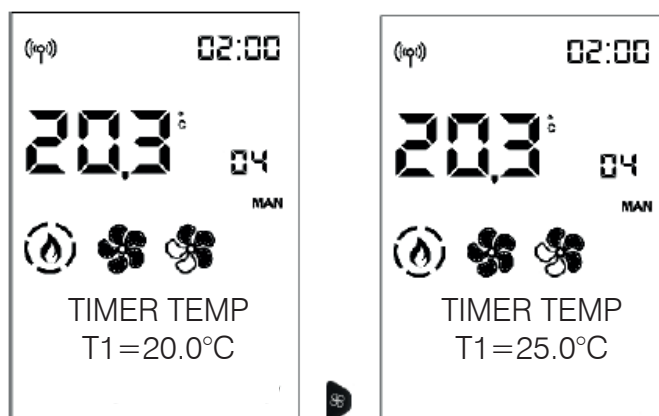 02:00
20,3 °C
04
MAN
TIMER TEMP
T1=20.0°C
02:00
20,3 °C
04
MAN
TIMER TEMP
T1=25.0°C